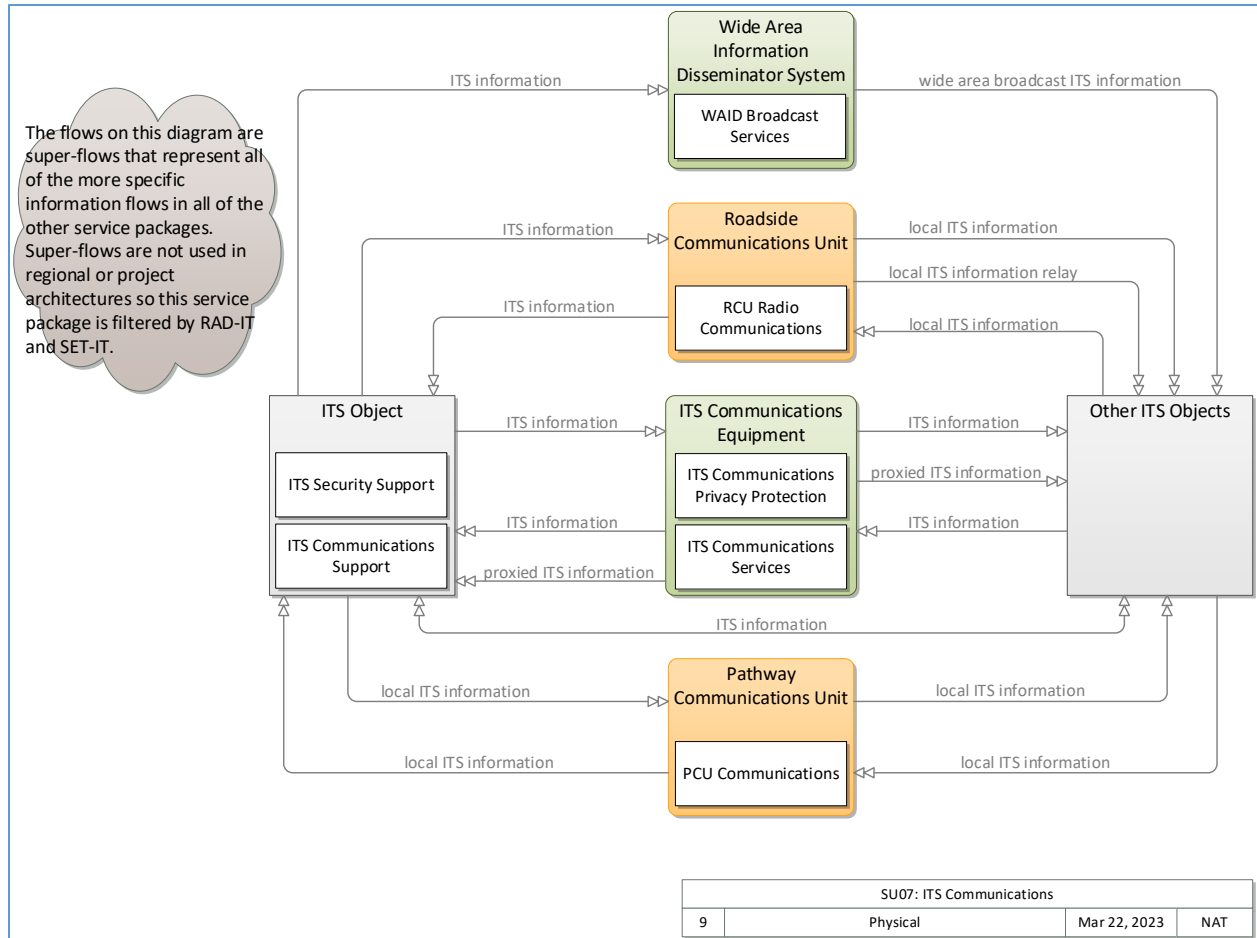 Wide Area
Information
Disseminator System
WAID Broadcast
Services
ITS information
wide area broadcast ITS information
The flows on this diagram are
super-flows that represent all
of the more specific
information flows in all of the
other service packages.
Super-flows are not used in
regional or project
architectures so this service
package is filtered by RAD-IT
and SET-IT.
Roadside
Communications Unit
RCU Radio
Communications
ITS information
local ITS information
local ITS information relay
ITS information
local ITS information
ITS Object
ITS Security Support
ITS Communications
Support
ITS Communications
Equipment
ITS Communications
Privacy Protection
ITS Communications
Services
Other ITS Objects
ITS information
ITS information
proxied ITS information
ITS information
ITS information
proxied ITS information
ITS information
Pathway
Communications Unit
PCU Communications
local ITS information
local ITS information
local ITS information
local ITS information
SU07: ITS Communications
9 Physical Mar 22, 2023 NAT